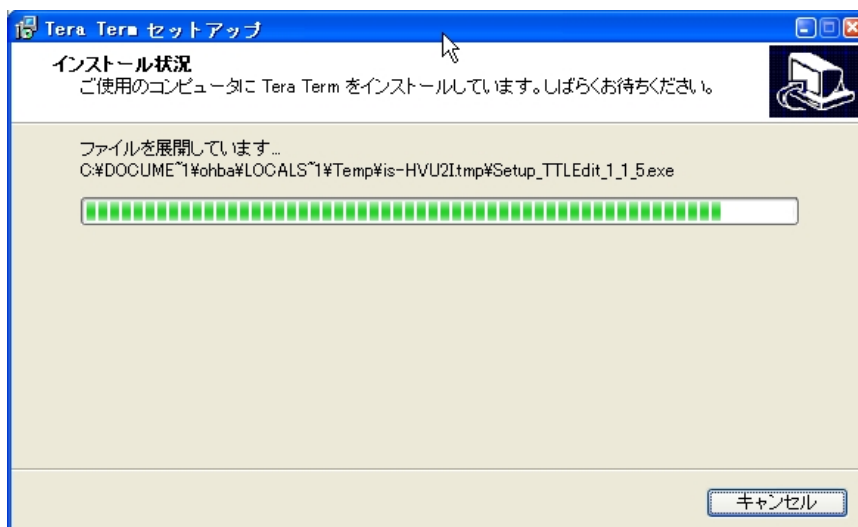 Tera Term セットアップ
インストール状況
ご使用のコンピュータに Tera Term をインストールしています。しばらくお待ちください。
ファイルを展開しています...
C:¥DOCUME~1¥ohba¥LOCALS~1¥Temp¥is-HVU2I.tmp¥Setup_TTLEdit_1_1_5.exe
キャンセル